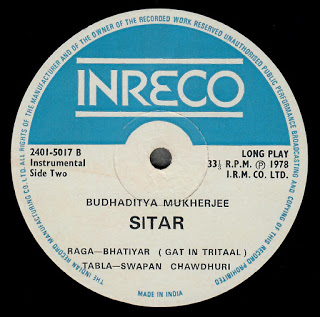 ALL RIGHTS OF THE MANUFACTURER AND OF THE OWNER OF THE RECORDED WORK RESERVED UNAUTHORISED PUBLIC PERFORMANCE BROADCASTING AND COPYING OF THIS RECORD PROHIBITED
THE INDIAN RECORD MANUFACTURING CO. LTD.
INRECO
2401-5017 B
Instrumental
Side Two
LONG PLAY
33⅓ R.P.M. Ⓟ 1978
I.R.M. CO. LTD.
BUDHADITYA MUKHERJEE
SITAR
RAGA—BHATIYAR ( GAT IN TRITAAL )
TABLA—SWAPAN CHAWDHURI
MADE IN INDIA